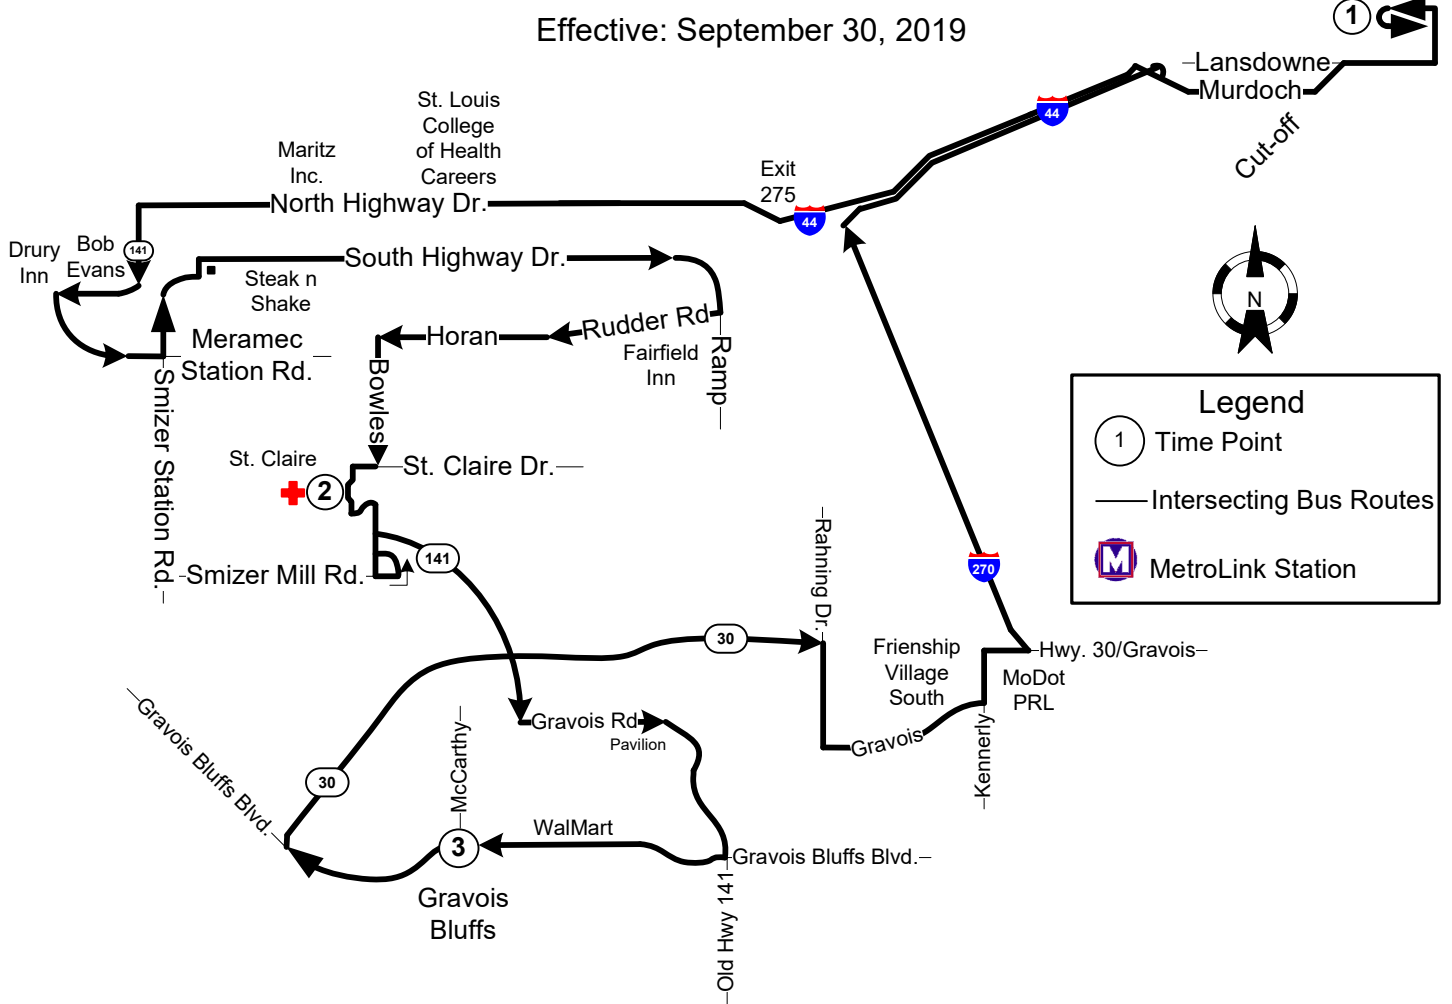 Effective: September 30, 2019
1
Lansdowne
Murdoch
Cut-off
44
St. Louis
College
of Health
Careers
Maritz
Inc.
North Highway Dr.
Exit
275
44
Drury
Inn
Bob
Evans
141
South Highway Dr.
Steak n
Shake
Meramec
Station Rd.
Smizer Station Rd.
Horan
Rudder Rd
Fairfield
Inn
Ramp
Bowles
St. Claire
2
St. Claire Dr.
141
Smizer Mill Rd.
N
Legend
1 Time Point
Intersecting Bus Routes
M MetroLink Station
270
Rahning Dr.
30
Frienship
Village
South
Hwy. 30/Gravois
MoDot
PRL
Kennerly
Gravois
Gravois Rd
Pavilion
Gravois Bluffs Blvd.
30
McCarthy
3
WalMart
Gravois Bluffs Blvd.
Old Hwy 141
Gravois
Bluffs